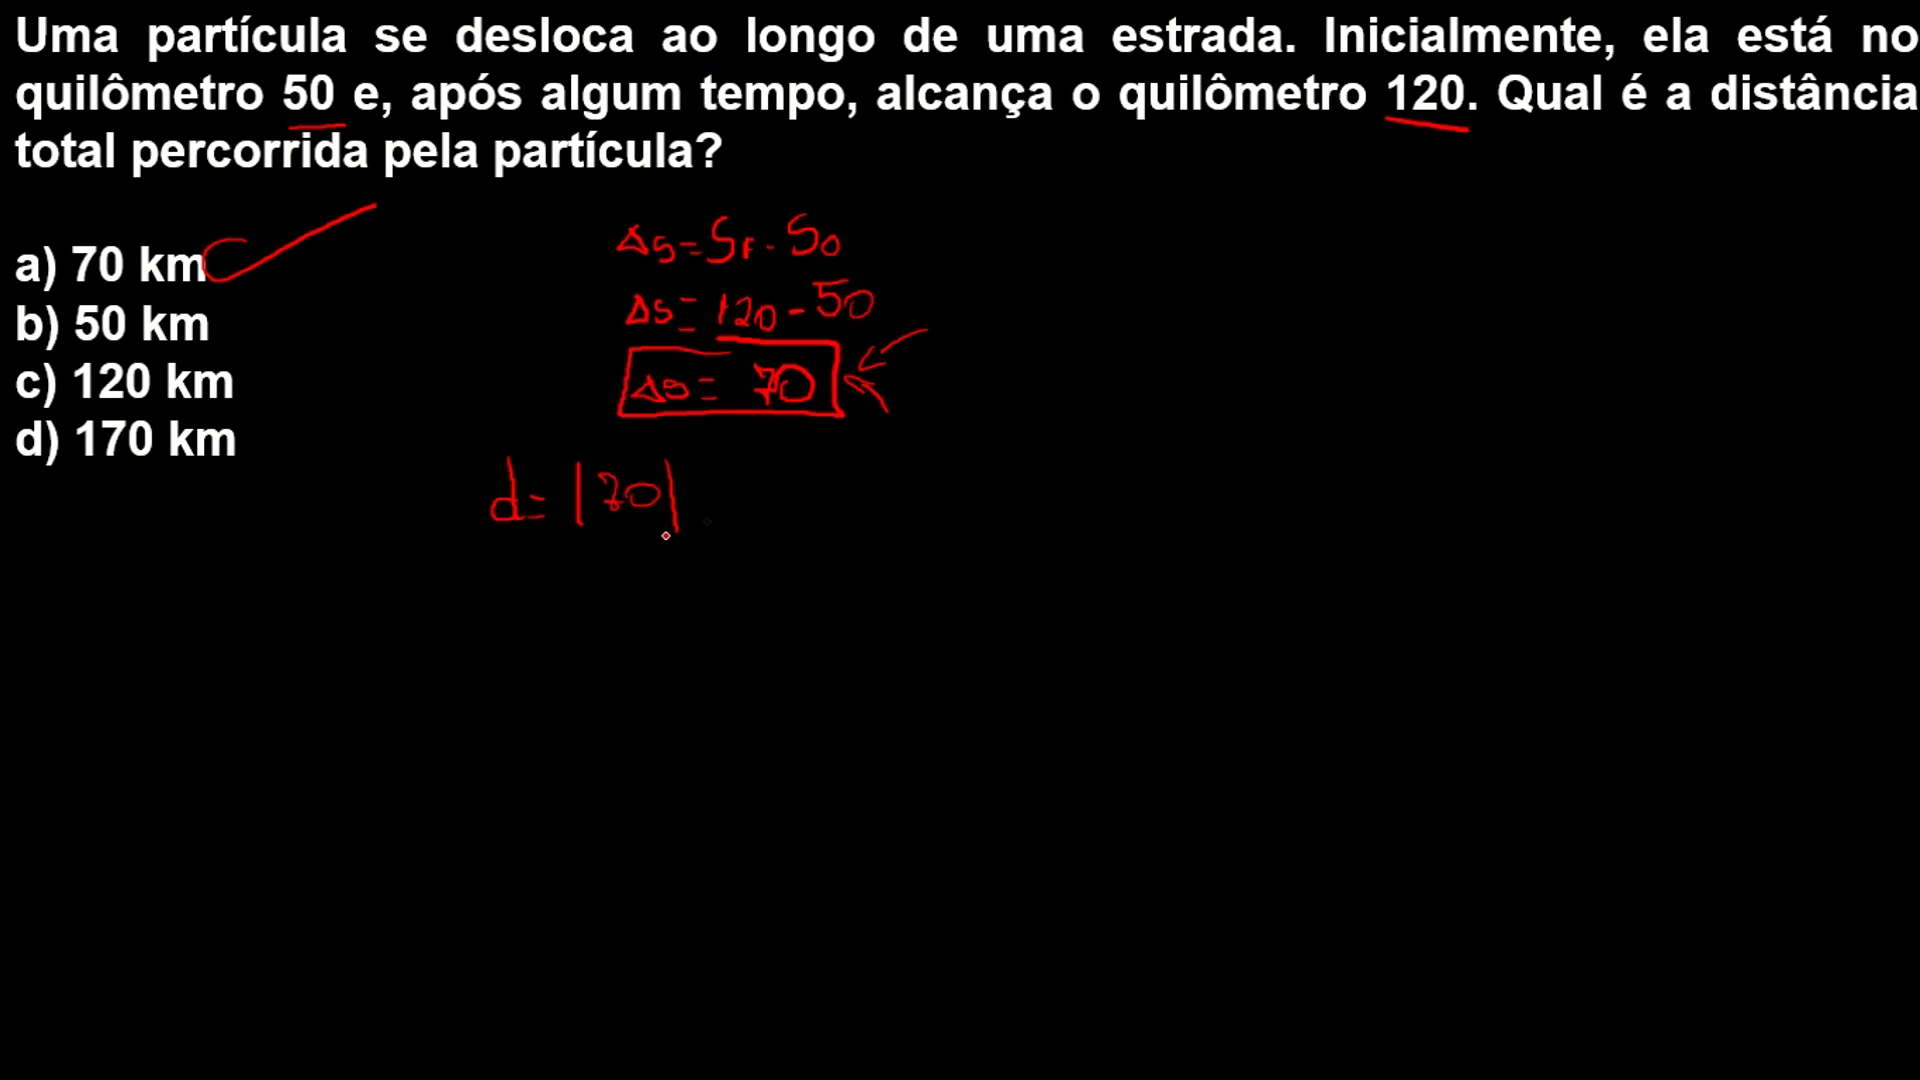 Uma partícula se desloca ao longo de uma estrada. Inicialmente, ela está no
quilômetro 50 e, após algum tempo, alcança o quilômetro 120. Qual é a distância
total percorrida pela partícula?
a) 70 km
b) 50 km
c) 120 km
d) 170 km
ΔS = Sf - S0
ΔS = 120 - 50
ΔS = 70
d = |70|